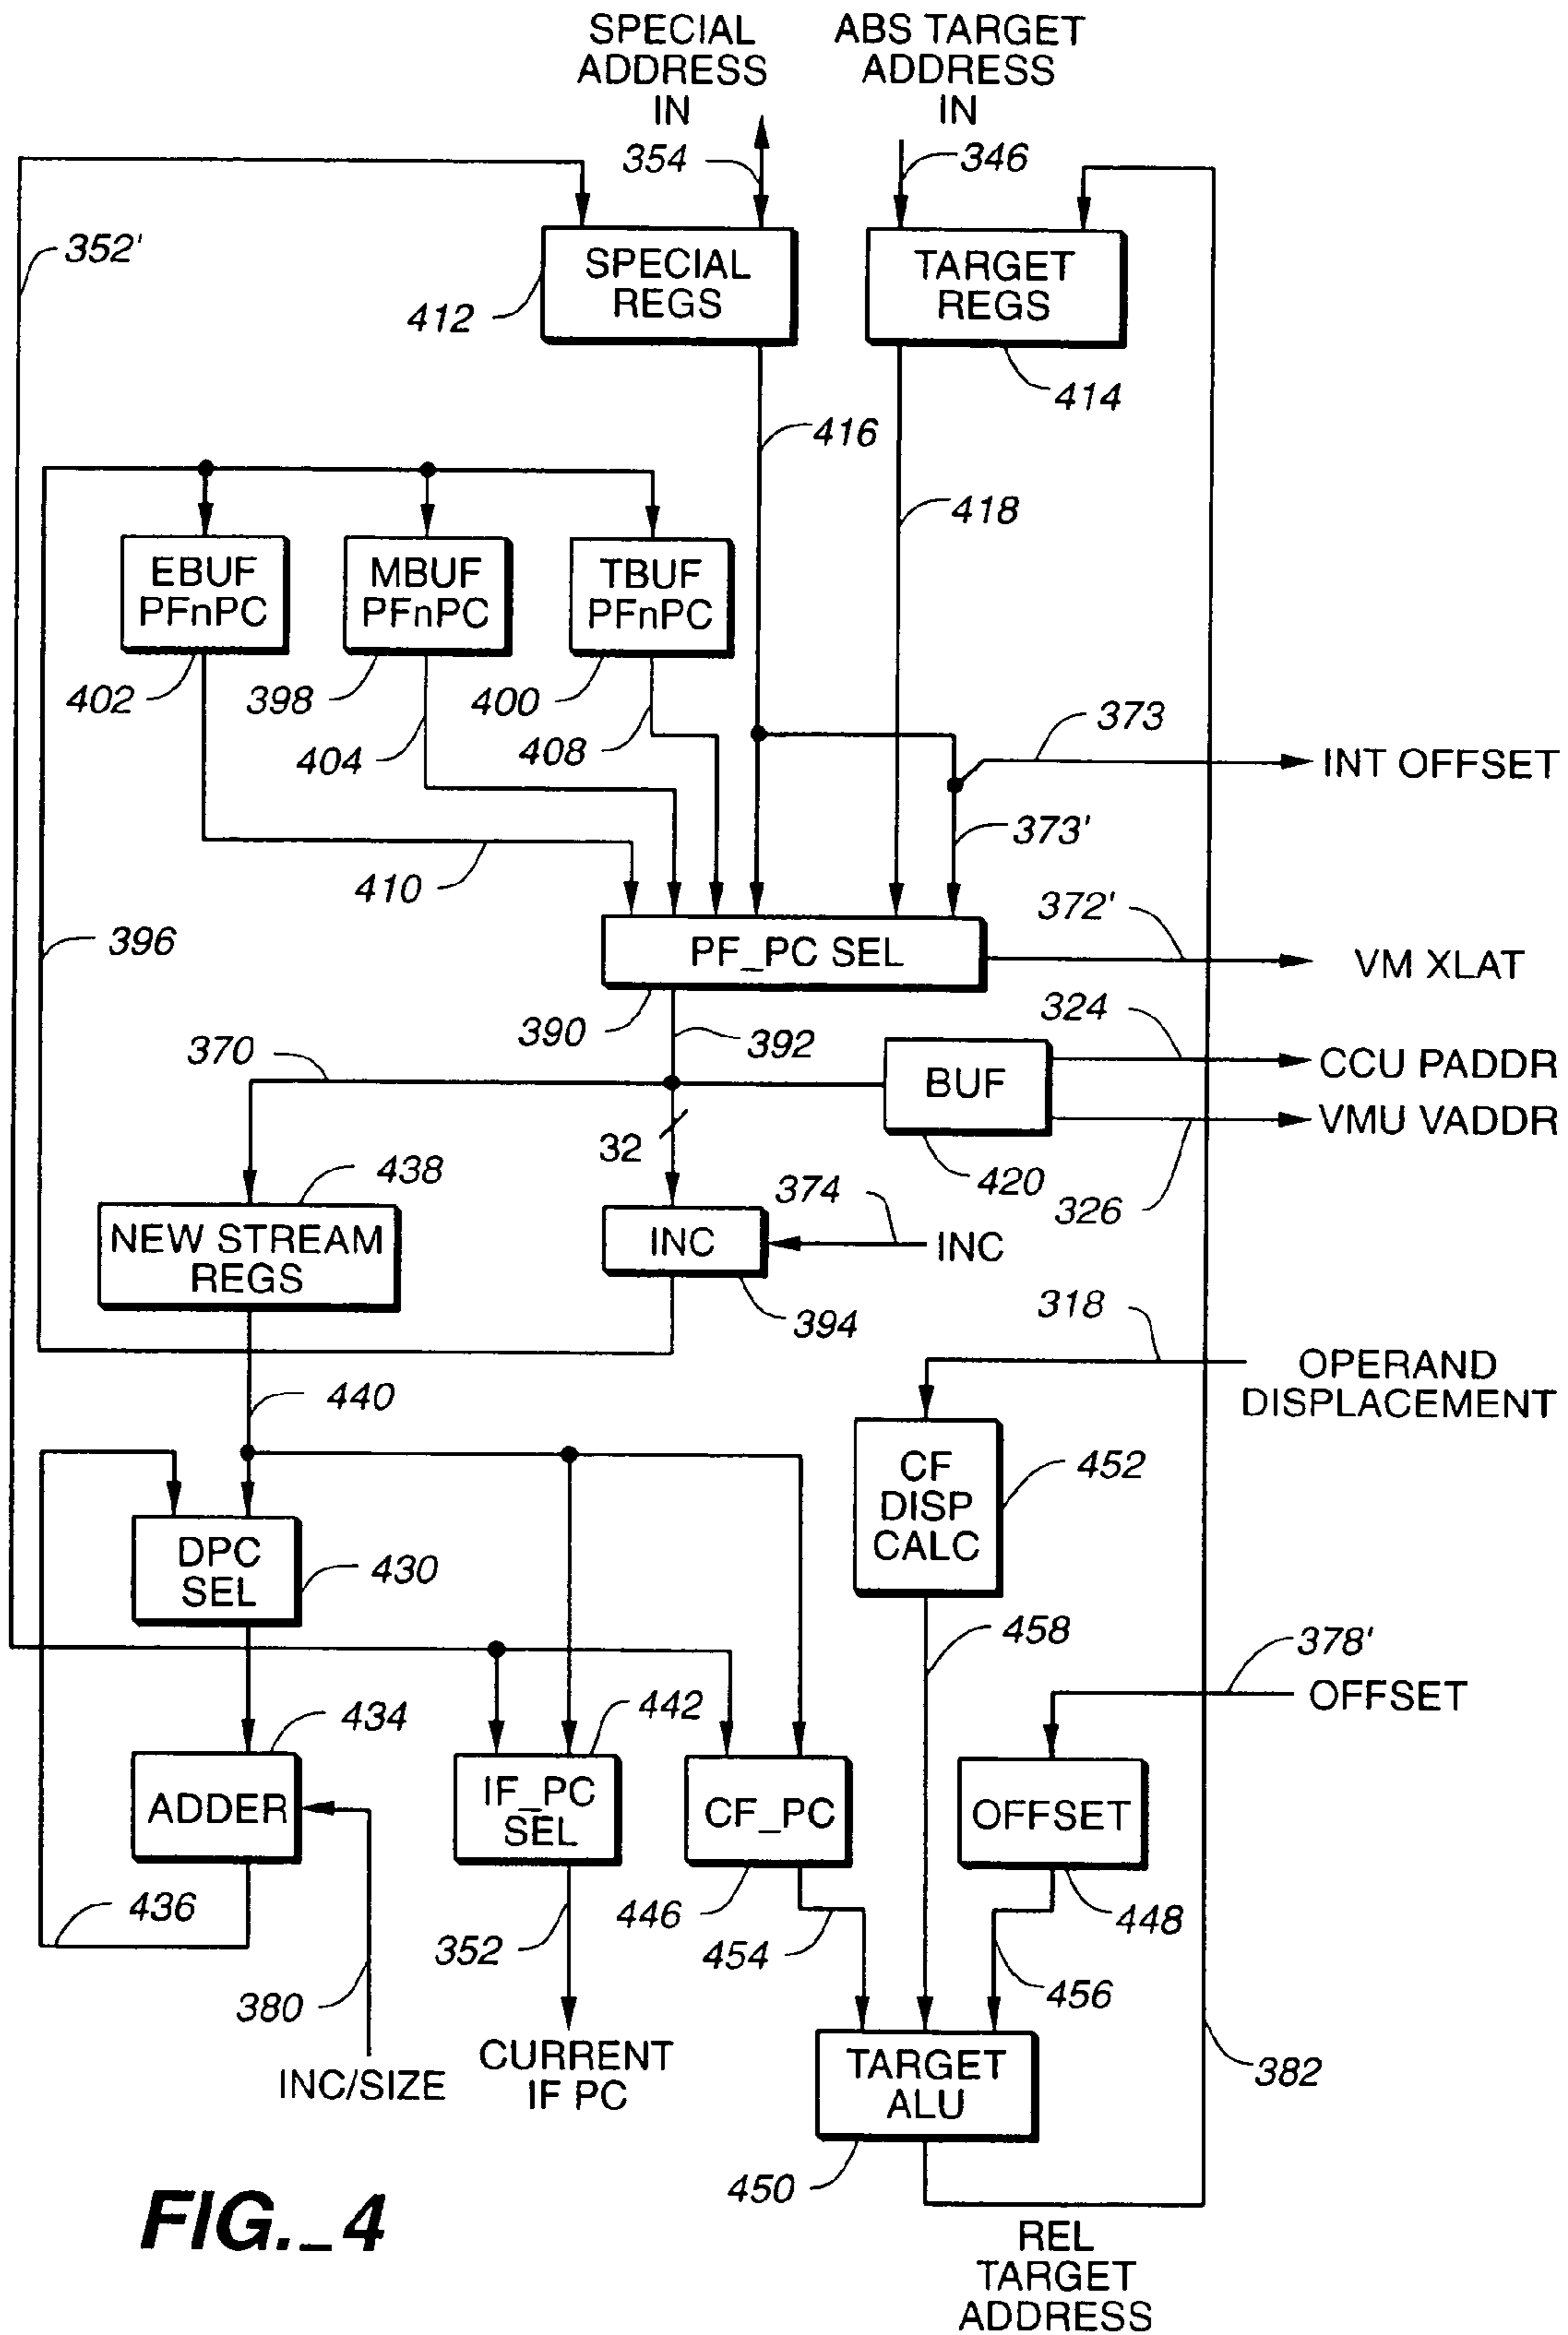 SPECIAL
ADDRESS
IN
ABS TARGET
ADDRESS
IN
354
346
352'
SPECIAL
REGS
412
TARGET
REGS
414
416
418
EBUF
PFnPC
MBUF
PFnPC
TBUF
PFnPC
402
398
400
404
408
410
373
INT OFFSET
373'
372'
396
PF_PC SEL
VM XLAT
390
392
324
370
BUF
CCU PADDR
VMU VADDR
32
420
326
438
374
NEW STREAM
REGS
INC
INC
394
318
OPERAND
DISPLACEMENT
440
CF
DISP
CALC
452
DPC
SEL
430
458
378'
OFFSET
434
442
ADDER
IF_PC
SEL
CF_PC
OFFSET
436
446
448
352
454
456
380
INC/SIZE
CURRENT
IF PC
TARGET
ALU
382
450
FIG._4
REL
TARGET
ADDRESS